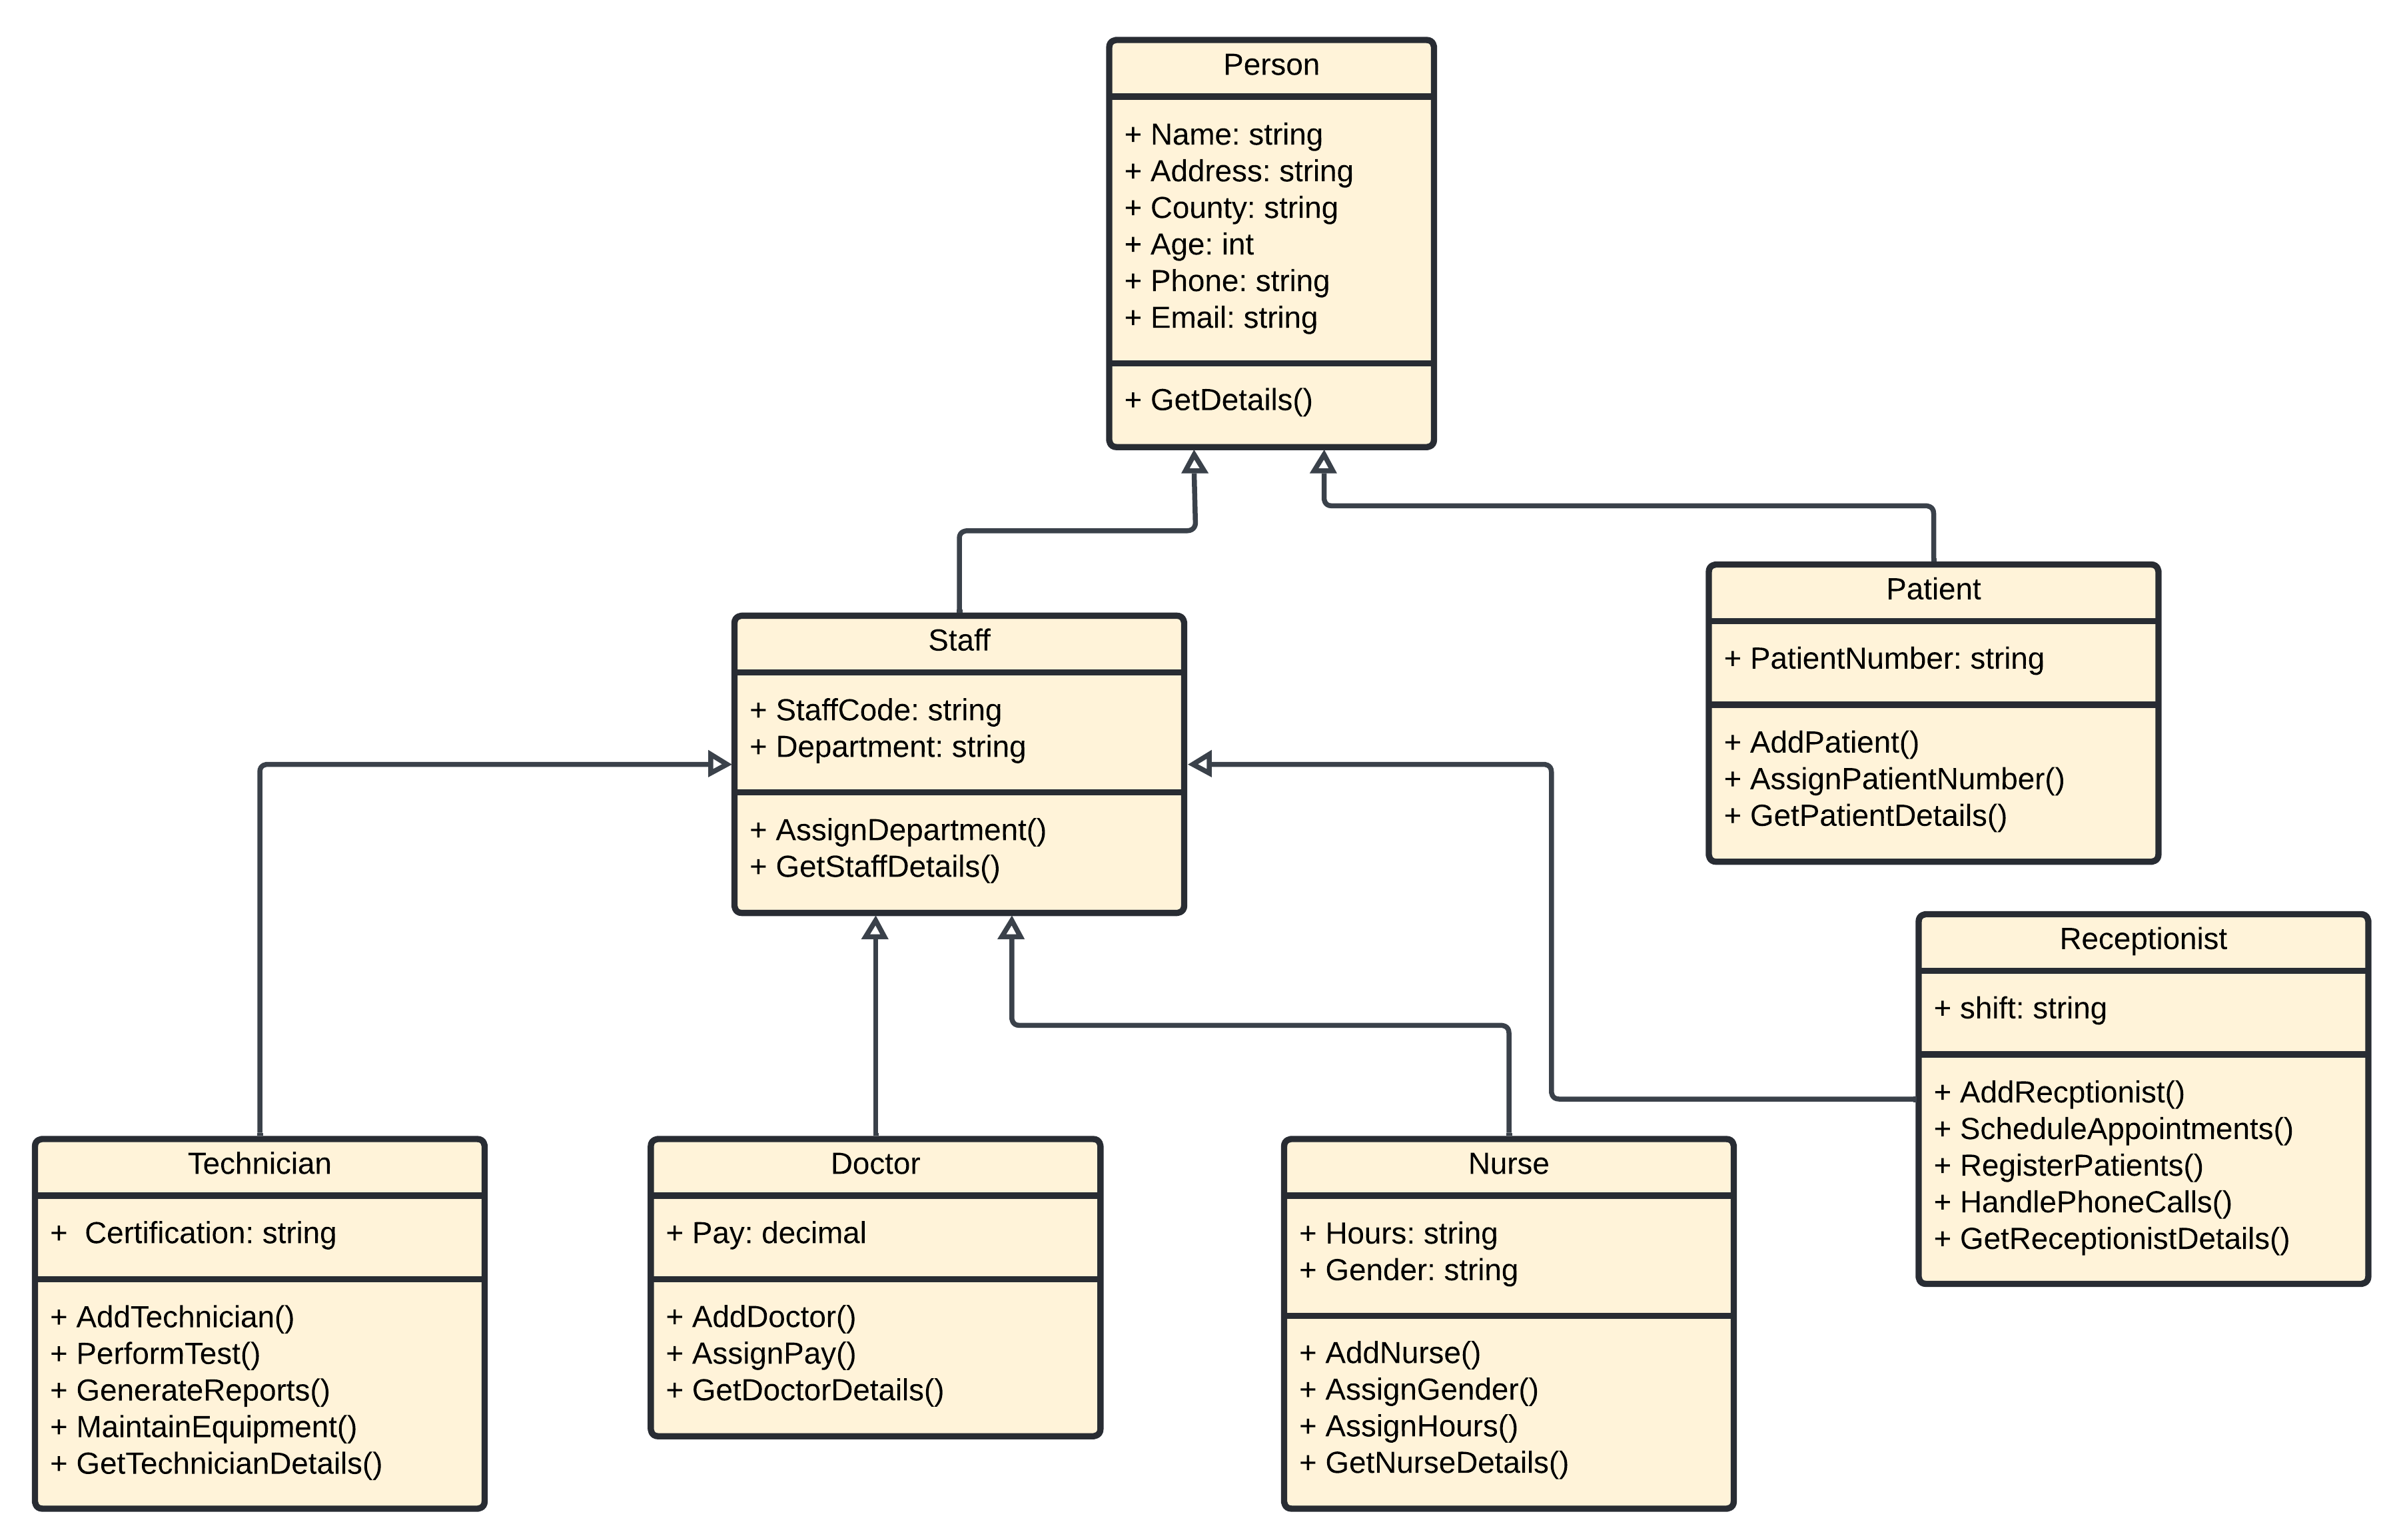 Person
+ Name: string
+ Address: string
+ County: string
+ Age: int
+ Phone: string
+ Email: string
+ GetDetails()
Staff
+ StaffCode: string
+ Department: string
+ AssignDepartment()
+ GetStaffDetails()
Patient
+ PatientNumber: string
+ AddPatient()
+ AssignPatientNumber()
+ GetPatientDetails()
Receptionist
+ shift: string
+ AddRecptionist()
+ ScheduleAppointments()
+ RegisterPatients()
+ HandlePhoneCalls()
+ GetReceptionistDetails()
Technician
+  Certification: string
+ AddTechnician()
+ PerformTest()
+ GenerateReports()
+ MaintainEquipment()
+ GetTechnicianDetails()
Doctor
+ Pay: decimal
+ AddDoctor()
+ AssignPay()
+ GetDoctorDetails()
Nurse
+ Hours: string
+ Gender: string
+ AddNurse()
+ AssignGender()
+ AssignHours()
+ GetNurseDetails()